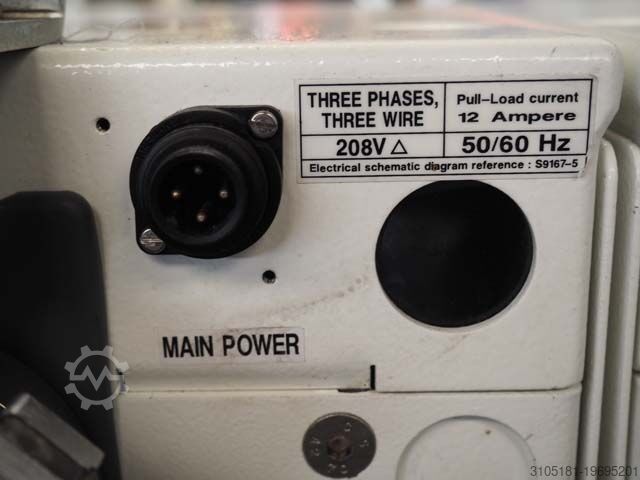 THREE PHASES, THREE WIRE
Pull-Load current 12 Ampere
208V △
50/60 Hz
Electrical schematic diagram reference : S9167-5
MAIN POWER
3105181-19695201